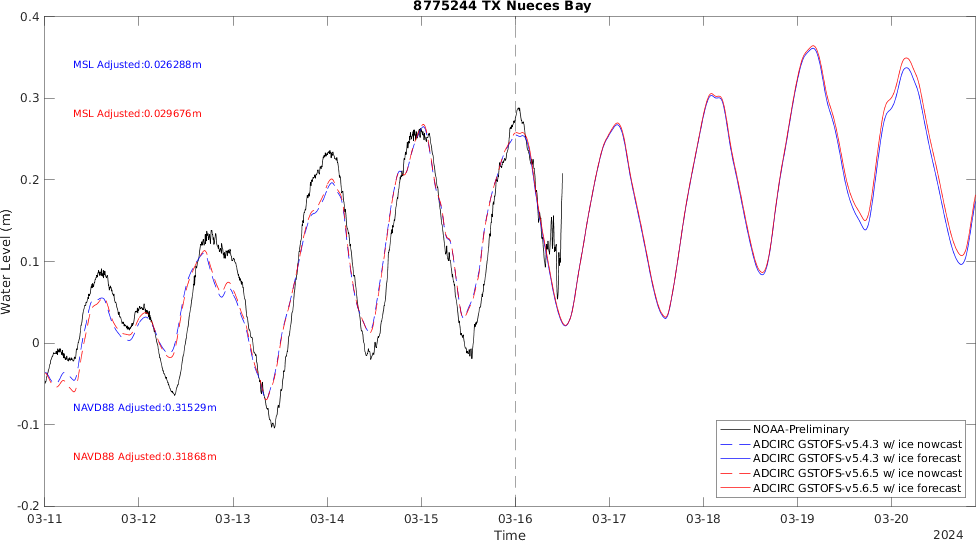 8775244 TX Nueces Bay
0.4
0.3
0.2
0.1
0
-0.1
-0.2
Water Level (m)
MSL Adjusted:0.026288m
MSL Adjusted:0.029676m
NAVD88 Adjusted:0.31529m
NAVD88 Adjusted:0.31868m
NOAA-Preliminary
ADCIRC GSTOFS-v5.4.3 w/ ice nowcast
ADCIRC GSTOFS-v5.4.3 w/ ice forecast
ADCIRC GSTOFS-v5.6.5 w/ ice nowcast
ADCIRC GSTOFS-v5.6.5 w/ ice forecast
03-11 03-12 03-13 03-14 03-15 03-16 03-17 03-18 03-19 03-20
Time
2024